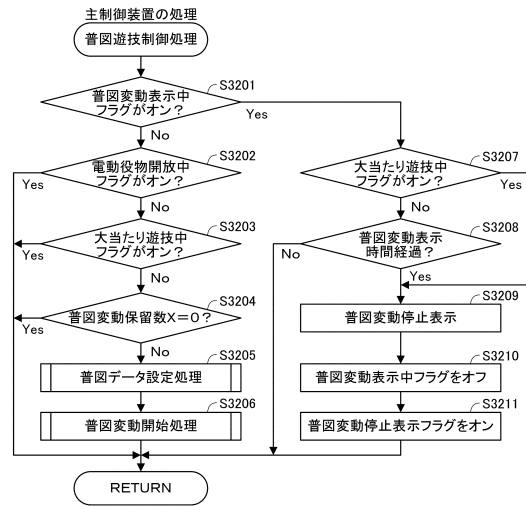 主制御装置の処理
普図遊技制御処理
S3201
普図変動表示中
フラグがオン?
Yes
No
S3202
電動役物開放中
フラグがオン?
Yes
No
S3203
大当たり遊技中
フラグがオン?
Yes
No
S3204
普図変動保留数X=0?
Yes
No
S3205
普図データ設定処理
S3206
普図変動開始処理
S3207
大当たり遊技中
フラグがオン?
Yes
No
S3208
普図変動表示
時間経過?
No
Yes
S3209
普図変動停止表示
S3210
普図変動表示中フラグをオフ
S3211
普図変動停止表示フラグをオン
RETURN